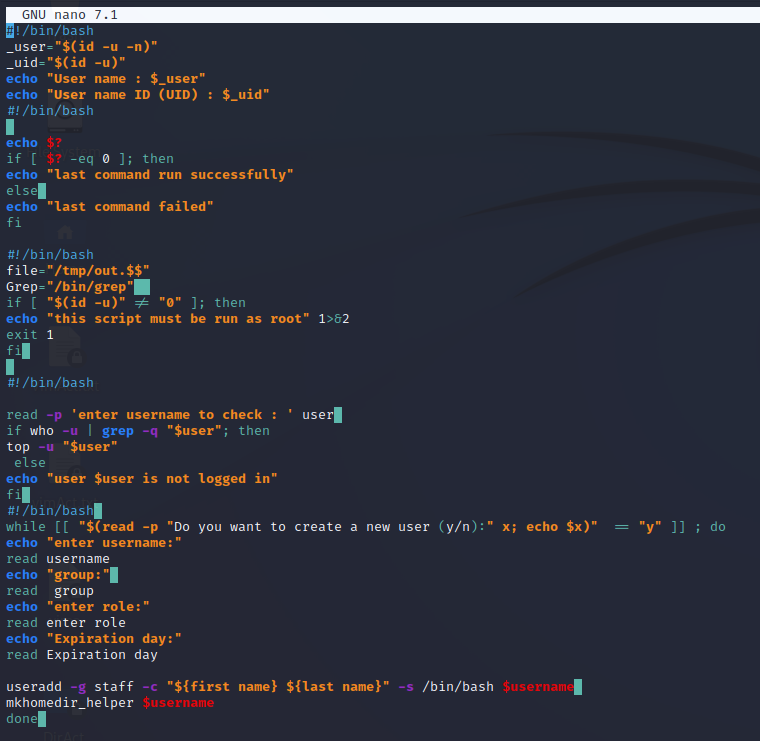 GNU nano 7.1
#!/bin/bash
_user="$(id -u -n)"
_uid="$(id -u)"
echo "User name : $_user"
echo "User name ID (UID) : $_uid"
#!/bin/bash
echo $?
if [ $? -eq 0 ]; then
echo "last command run successfully"
else
echo "last command failed"
fi
#!/bin/bash
file="/tmp/out.$$"
Grep="/bin/grep"
if [ "$(id -u)" != "0" ]; then
echo "this script must be run as root" 1>&2
exit 1
fi
#!/bin/bash
read -p 'enter username to check : ' user
if who -u | grep -q "$user"; then
top -u "$user"
else
echo "user $user is not logged in"
fi
#!/bin/bash
while [[ "$(read -p "Do you want to create a new user (y/n):" x; echo $x)"  == "y" ]] ; do
echo "enter username:"
read username
echo "group:"
read  group
echo "enter role:"
read enter role
echo "Expiration day:"
read Expiration day
useradd -g staff -c "${first name} ${last name}" -s /bin/bash $username
mkhomedir_helper $username
done